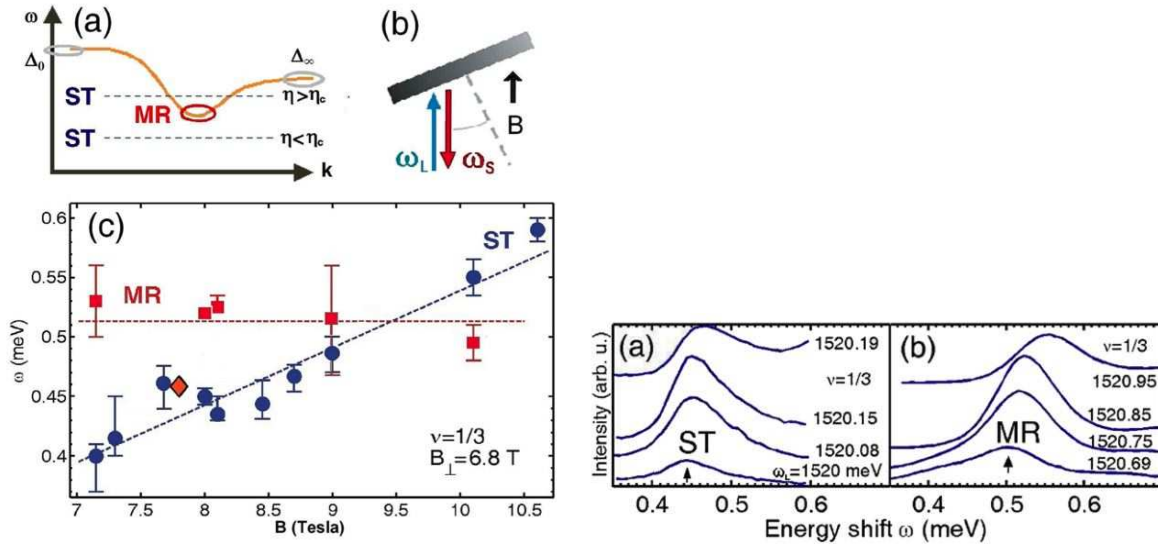 (a)
ω
Δ₀
Δ∞
ST
η>ηc
MR
ST
η<ηc
k
(b)
B
ωL
ωS
(c)
ω (meV)
0.6
0.55
0.5
0.45
0.4
ST
MR
ν=1/3
B⊥=6.8 T
7 7.5 8 8.5 9 9.5 10 10.5
B (Tesla)
Intensity (arb. u.)
(a)
1520.19
ν=1/3
1520.15
1520.08
ST
ωL=1520 meV
0.4 0.5 0.6
(b)
ν=1/3
1520.95
1520.85
1520.75
MR
1520.69
0.4 0.5 0.6
Energy shift ω (meV)